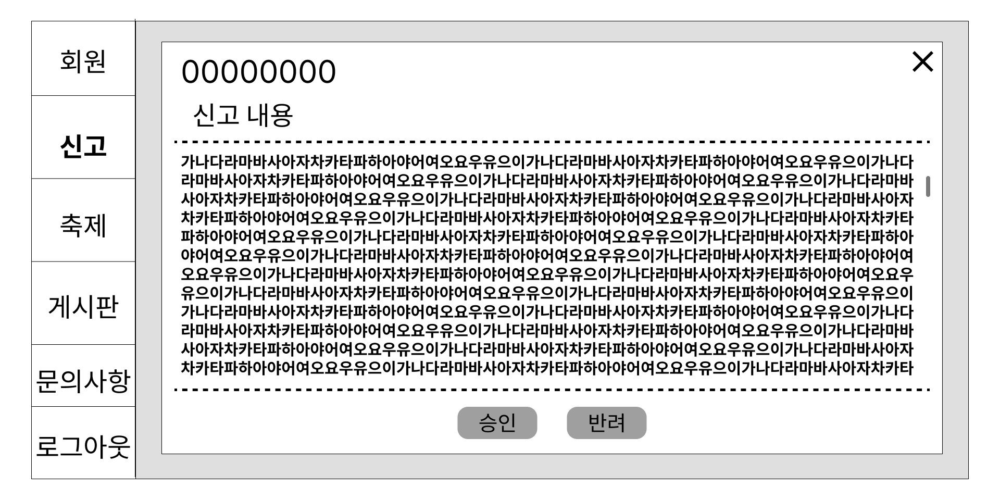 회원
신고
축제
게시판
문의사항
로그아웃
00000000
신고 내용
가나다라마바사아자차카타파하아야어여오요우유으이가나다라마바사아자차카타파하아야어여오요우유으이가나다
라마바사아자차카타파하아야어여오요우유으이가나다라마바사아자차카타파하아야어여오요우유으이가나다라마바
사아자차카타파하아야어여오요우유으이가나다라마바사아자차카타파하아야어여오요우유으이가나다라마바사아자
차카타파하아야어여오요우유으이가나다라마바사아자차카타파하아야어여오요우유으이가나다라마바사아자차카타
파하아야어여오요우유으이가나다라마바사아자차카타파하아야어여오요우유으이가나다라마바사아자차카타파하아
야어여오요우유으이가나다라마바사아자차카타파하아야어여오요우유으이가나다라마바사아자차카타파하아야어여
오요우유으이가나다라마바사아자차카타파하아야어여오요우유으이가나다라마바사아자차카타파하아야어여오요우
유으이가나다라마바사아자차카타파하아야어여오요우유으이가나다라마바사아자차카타파하아야어여오요우유으이
가나다라마바사아자차카타파하아야어여오요우유으이가나다라마바사아자차카타파하아야어여오요우유으이가나다
라마바사아자차카타파하아야어여오요우유으이가나다라마바사아자차카타파하아야어여오요우유으이가나다라마바
사아자차카타파하아야어여오요우유으이가나다라마바사아자차카타파하아야어여오요우유으이가나다라마바사아자
차카타파하아야어여오요우유으이가나다라마바사아자차카타파하아야어여오요우유으이가나다라마바사아자차카타
승인
반려